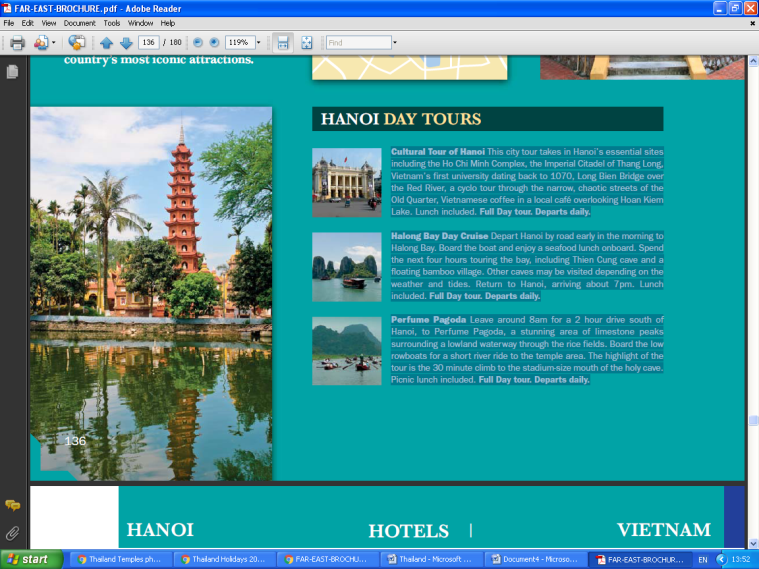 FAR-EAST-BROCHURE.pdf - Adobe Reader
File Edit View Document Tools Window Help
136 / 180 119% Find
country's most iconic attractions.
HANOI DAY TOURS
Cultural Tour of Hanoi This city tour takes in Hanoi's essential sites
including the Ho Chi Minh Complex, the Imperial Citadel of Thang Long,
Vietnam's first university dating back to 1070, Long Bien Bridge over
the Red River, a cyclo tour through the narrow, chaotic streets of the
Old Quarter, Vietnamese coffee in a local café overlooking Hoan Kiem
Lake. Lunch included. Full Day tour. Departs daily.
Halong Bay Day Cruise Depart Hanoi by road early in the morning to
Halong Bay. Board the boat and enjoy a seafood lunch onboard. Spend
the next four hours touring the bay, including Thien Cung cave and a
floating bamboo village. Other caves may be visited depending on the
weather and tides. Return to Hanoi, arriving about 7pm. Lunch
included. Full Day tour. Departs daily.
Perfume Pagoda Leave around 8am for a 2 hour drive south of
Hanoi, to Perfume Pagoda, a stunning area of limestone peaks
surrounding a lowland waterway through the rice fields. Board the low
rowboats for a short river ride to the temple area. The highlight of the
tour is the 30 minute climb to the stadium-size mouth of the holy cave.
Picnic lunch included. Full Day tour. Departs daily.
136
HANOI HOTELS | VIETNAM
start Thailand Temples ph... Thailand Holidays 20... FAR-EAST-BROCHU... Thailand - Microsoft ... Document4 - Microso... FAR-EAST-BROCHUR... EN 13:52